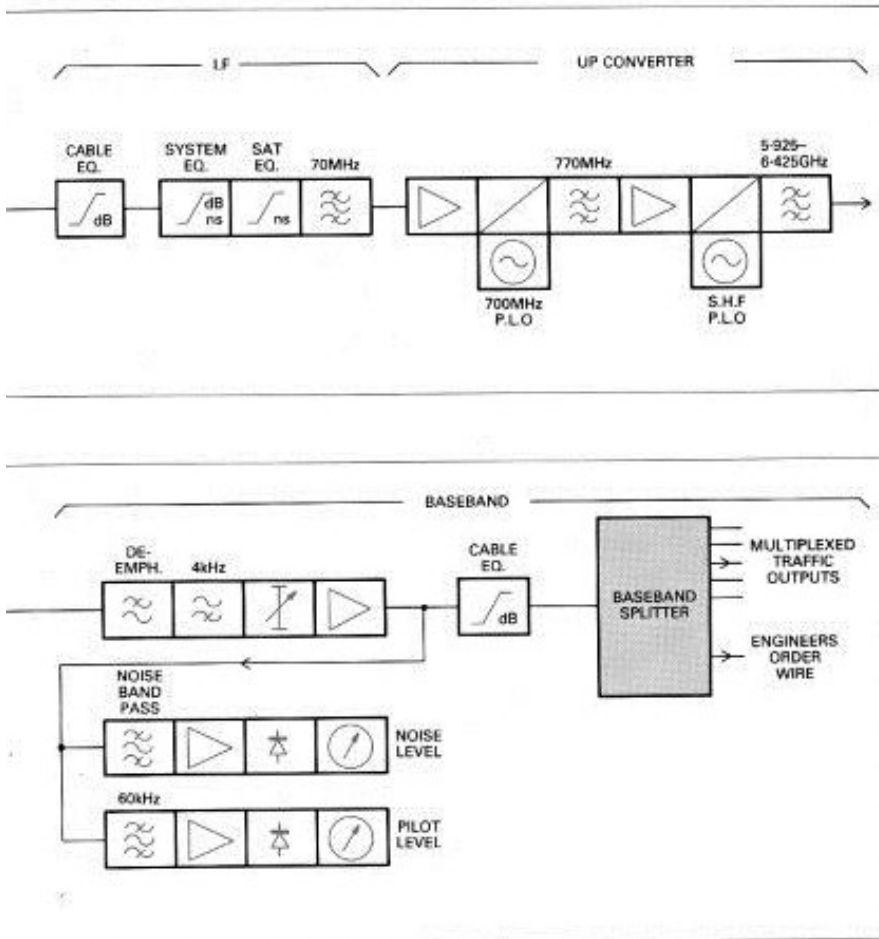 I.F
UP CONVERTER
CABLE
EQ.
SYSTEM
EQ.
SAT
EQ.
70MHz
770MHz
5·925–
6·425GHz
dB
dB
ns
ns
700MHz
P.L.O
S.H.F
P.L.O
BASEBAND
DE-
EMPH.
4kHz
CABLE
EQ.
dB
BASEBAND
SPLITTER
MULTIPLEXED
TRAFFIC
OUTPUTS
ENGINEERS
ORDER
WIRE
NOISE
BAND
PASS
NOISE
LEVEL
60kHz
PILOT
LEVEL